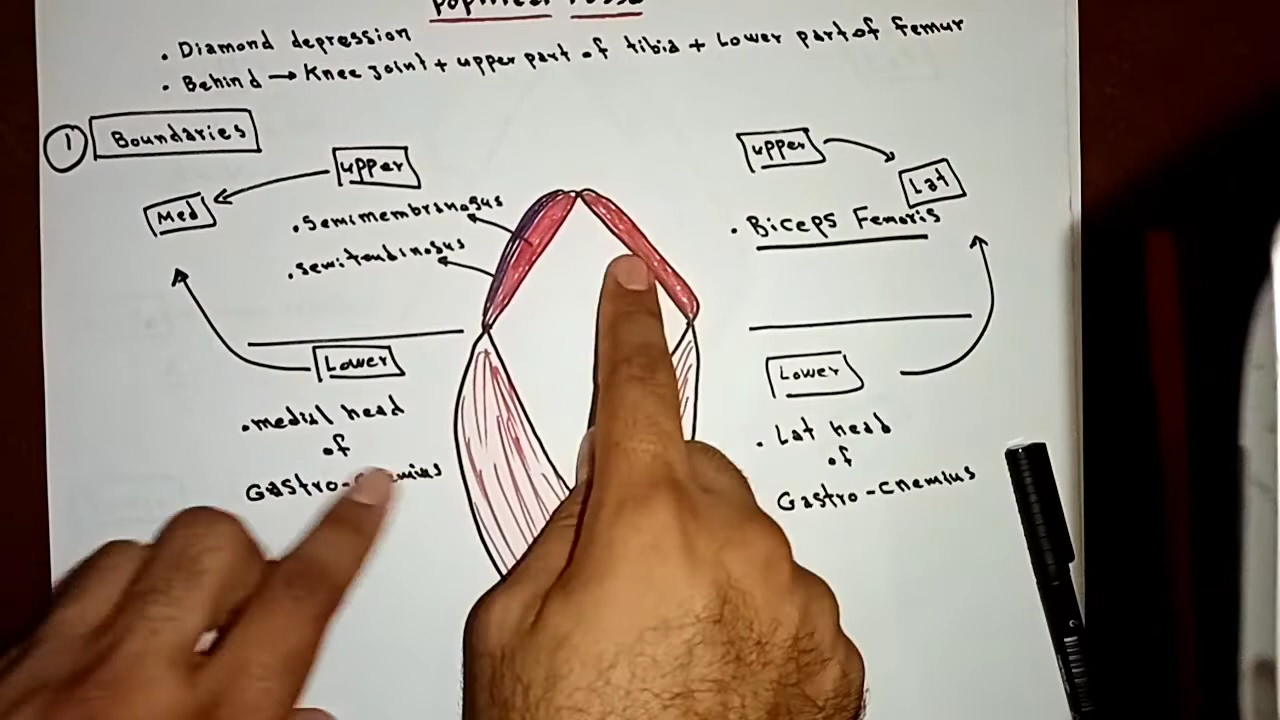 . Diamond depression
. Behind → Knee joint + upper part of tibia + Lower part of Femur
1 Boundaries
upper
Med
. Semimembranosus
. semitendinosus
Lower
. medial head
of
upper
Lat
. Biceps Femoris
Lower
. Lat head
of
Gastro-cnemius